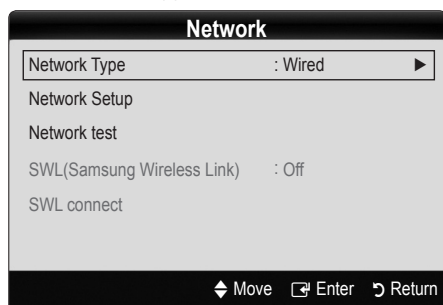 Network
Network Type : Wired ▶
Network Setup
Network test
SWL(Samsung Wireless Link) : Off
SWL connect
Move Enter Return